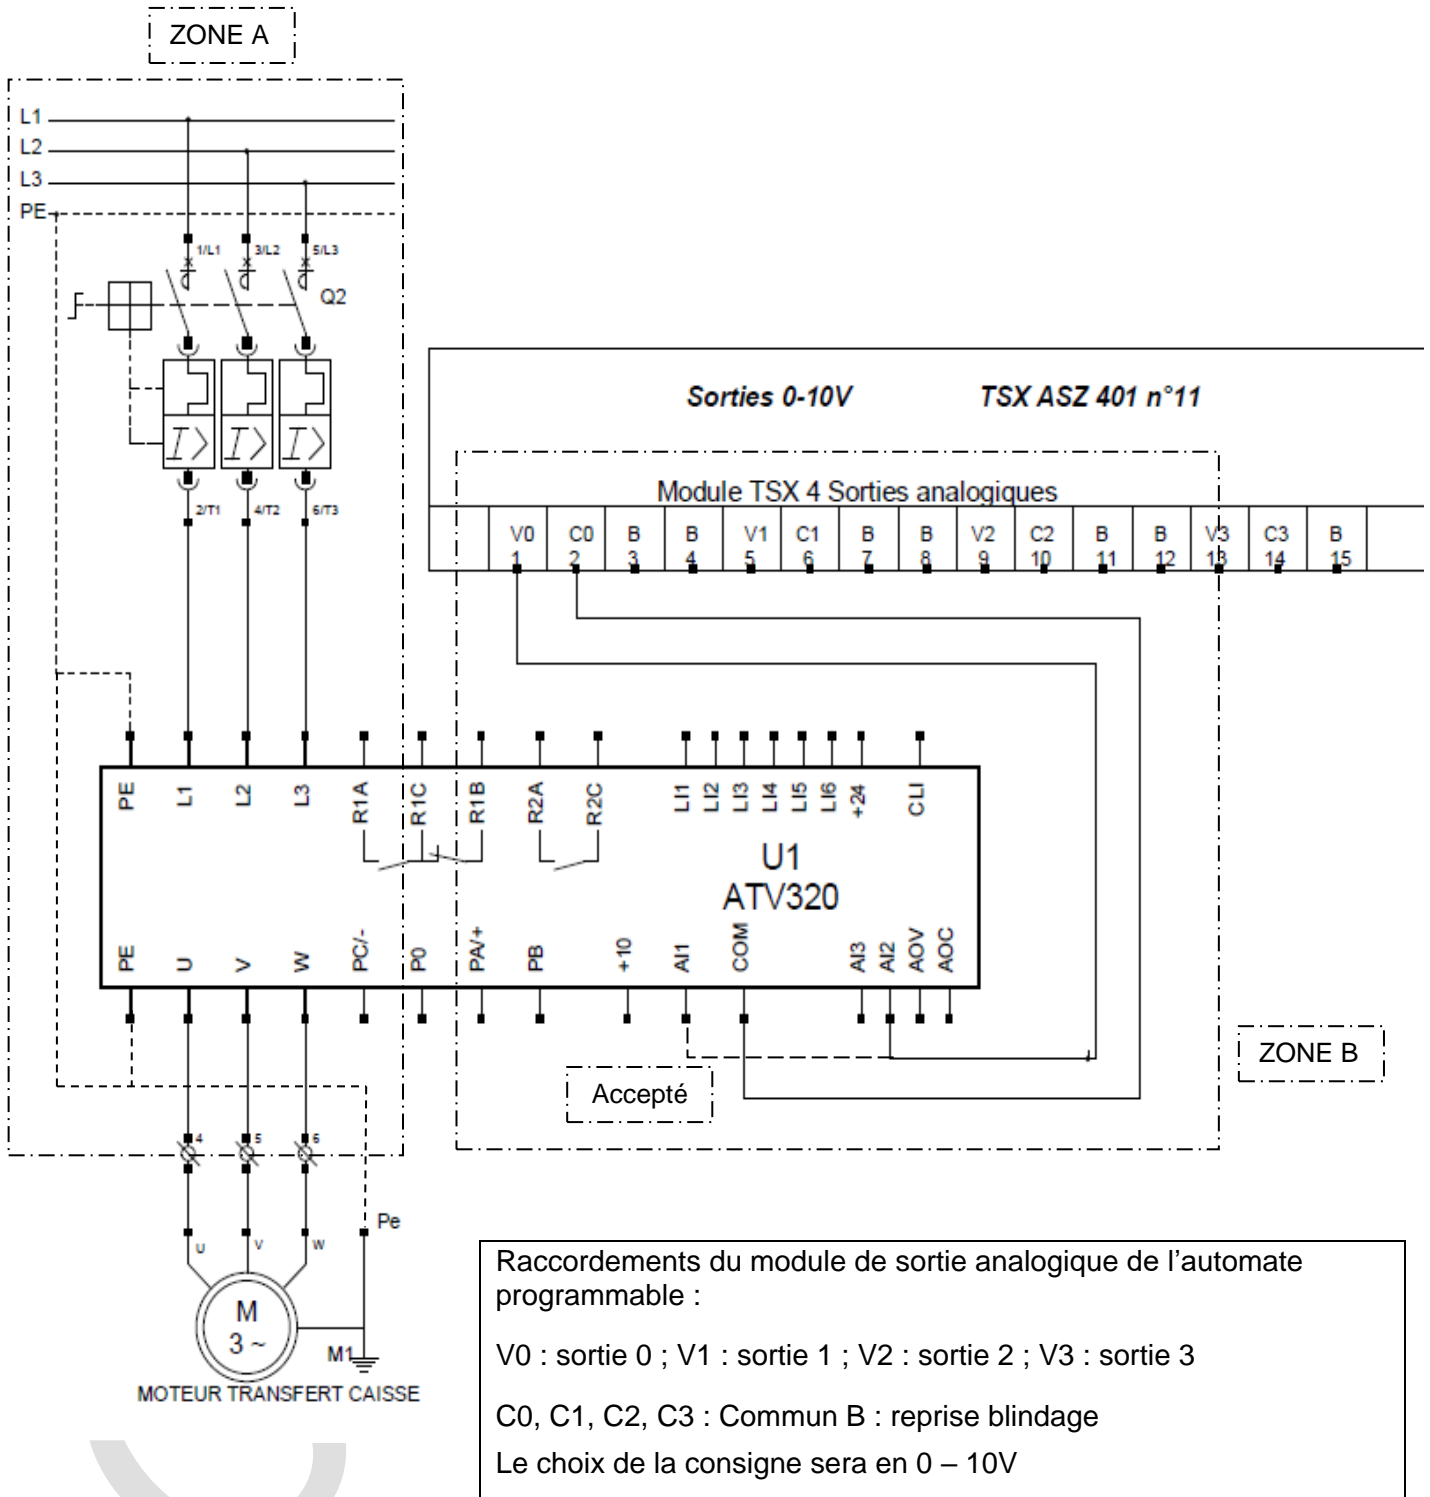 ZONE A
L1
L2
L3
PE
1/L1 3/L2 5/L3
Q2
I> I> I>
2/T1 4/T2 6/T3
Sorties 0-10V TSX ASZ 401 n°11
Module TSX 4 Sorties analogiques
V0 C0 B B V1 C1 B B V2 C2 B B V3 C3 B
1 2 3 4 5 6 7 8 9 10 11 12 13 14 15
PE L1 L2 L3 R1A R1C R1B R2A R2C LI1 LI2 LI3 LI4 LI5 LI6 +24 CLI
U1
ATV320
PE U V W PC/- P0 PA/+ PB +10 AI1 COM AI3 AI2 AOV AOC
ZONE B
Accepté
4 5 6
Pe
U V W
M
3 ~
M1
MOTEUR TRANSFERT CAISSE
Raccordements du module de sortie analogique de l’automate
programmable :
V0 : sortie 0 ; V1 : sortie 1 ; V2 : sortie 2 ; V3 : sortie 3
C0, C1, C2, C3 : Commun B : reprise blindage
Le choix de la consigne sera en 0 – 10V